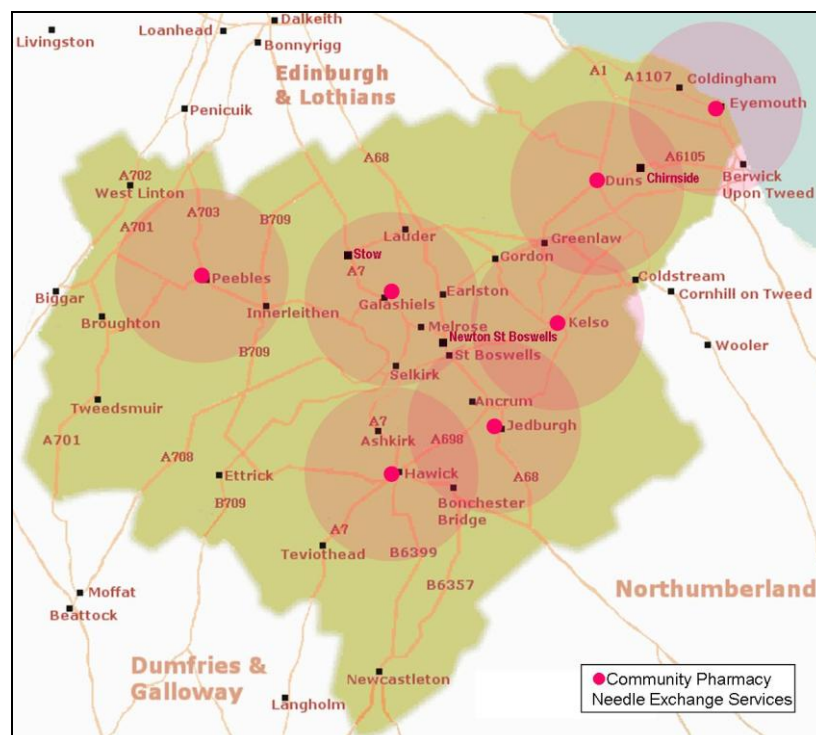 Livingston
Loanhead
Dalkeith
Bonnyrigg
Edinburgh
& Lothians
Penicuik
A1
A1107
Coldingham
Eyemouth
A68
A6105
A702
West Linton
Duns
Chirnside
Berwick
Upon Tweed
A703
B709
A701
Lauder
Greenlaw
Stow
A7
Gordon
Peebles
Coldstream
Biggar
Galashiels
Earlston
Cornhill on Tweed
Innerleithen
Broughton
Melrose
Kelso
Newton St Boswells
B709
St Boswells
Wooler
Selkirk
Tweedsmuir
Ancrum
A7
Jedburgh
A701
Ashkirk
A698
A708
Ettrick
Hawick
A68
B709
Bonchester
Bridge
A7
Teviothead
B6399
B6357
Moffat
Northumberland
Beattock
Dumfries &
Galloway
Newcastleton
Langholm
Community Pharmacy
Needle Exchange Services